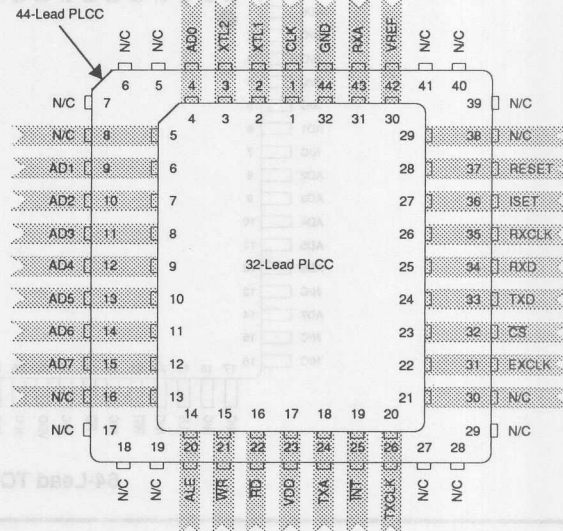 44-Lead PLCC
N/C N/C AD0 XTL2 XTL1 CLK GND RXA VREF N/C N/C
6 5 4 3 2 1 44 43 42 41 40
N/C 7 4 3 2 1 32 31 30 39 N/C
N/C 8 5 29 38 N/C
AD1 9 6 28 37 RESET
AD2 10 7 27 36 ISET
AD3 11 8 26 35 RXCLK
AD4 12 9 32-Lead PLCC 25 34 RXD
AD5 13 10 24 33 TXD
AD6 14 11 23 32 CS
AD7 15 12 22 31 EXCLK
N/C 16 13 21 30 N/C
N/C 17 14 15 16 17 18 19 20 29 N/C
18 19 20 21 22 23 24 25 26 27 28
N/C N/C ALE WR RD VDD TXA INT TXCLK N/C N/C
64-Lead TQ